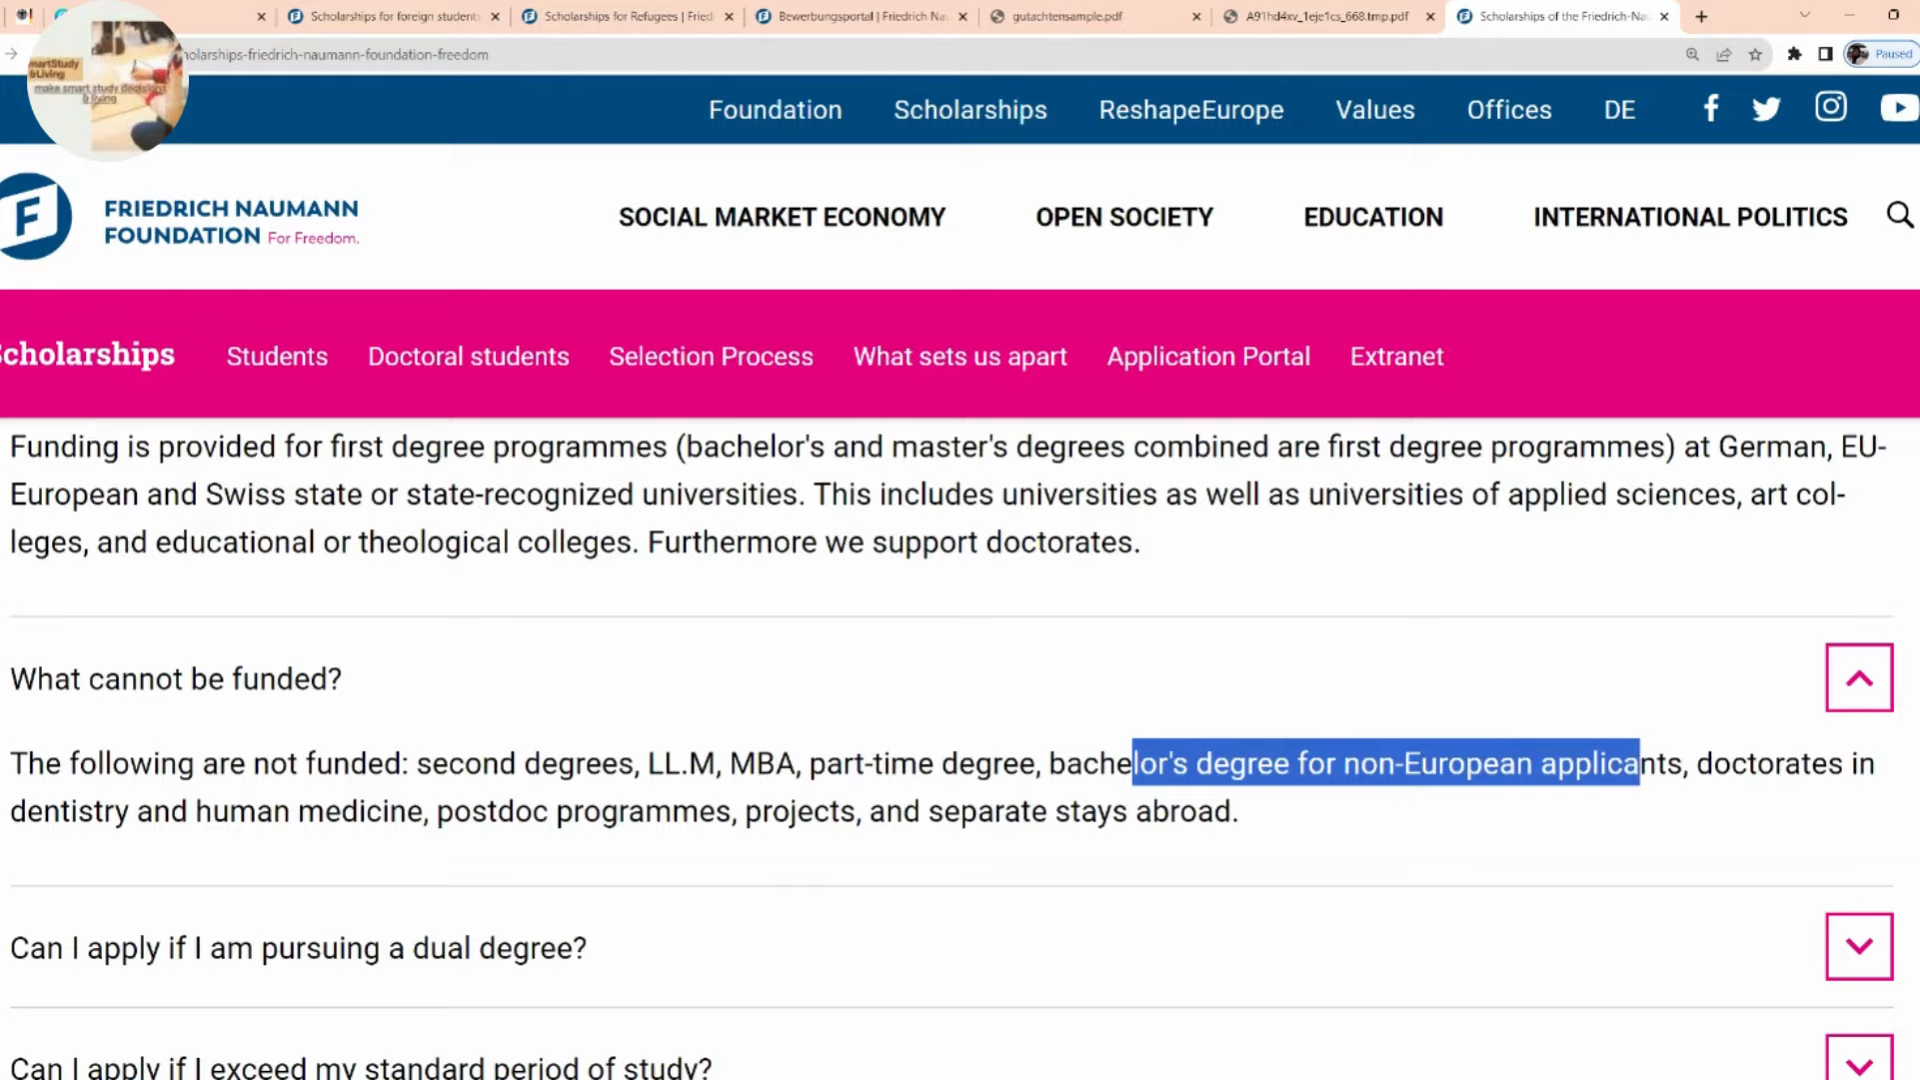 Scholarships for foreign student
Scholarships for Refugees | Fried
Bewerbungsportal | Friedrich Na
gutachtensample.pdf
A91hd4xv_1eje1cs_668.tmp.pdf
Scholarships of the Friedrich-Na
olarships-friedrich-naumann-foundation-freedom
Paused
martStudy
&Living
make smart study decisions
& living
Foundation
Scholarships
ReshapeEurope
Values
Offices
DE
FRIEDRICH NAUMANN
FOUNDATION For Freedom.
SOCIAL MARKET ECONOMY
OPEN SOCIETY
EDUCATION
INTERNATIONAL POLITICS
Scholarships
Students
Doctoral students
Selection Process
What sets us apart
Application Portal
Extranet
Funding is provided for first degree programmes (bachelor's and master's degrees combined are first degree programmes) at German, EU-
European and Swiss state or state-recognized universities. This includes universities as well as universities of applied sciences, art col-
leges, and educational or theological colleges. Furthermore we support doctorates.
What cannot be funded?
The following are not funded: second degrees, LL.M, MBA, part-time degree, bachelor's degree for non-European applicants, doctorates in
dentistry and human medicine, postdoc programmes, projects, and separate stays abroad.
Can I apply if I am pursuing a dual degree?
Can I apply if I exceed my standard period of study?